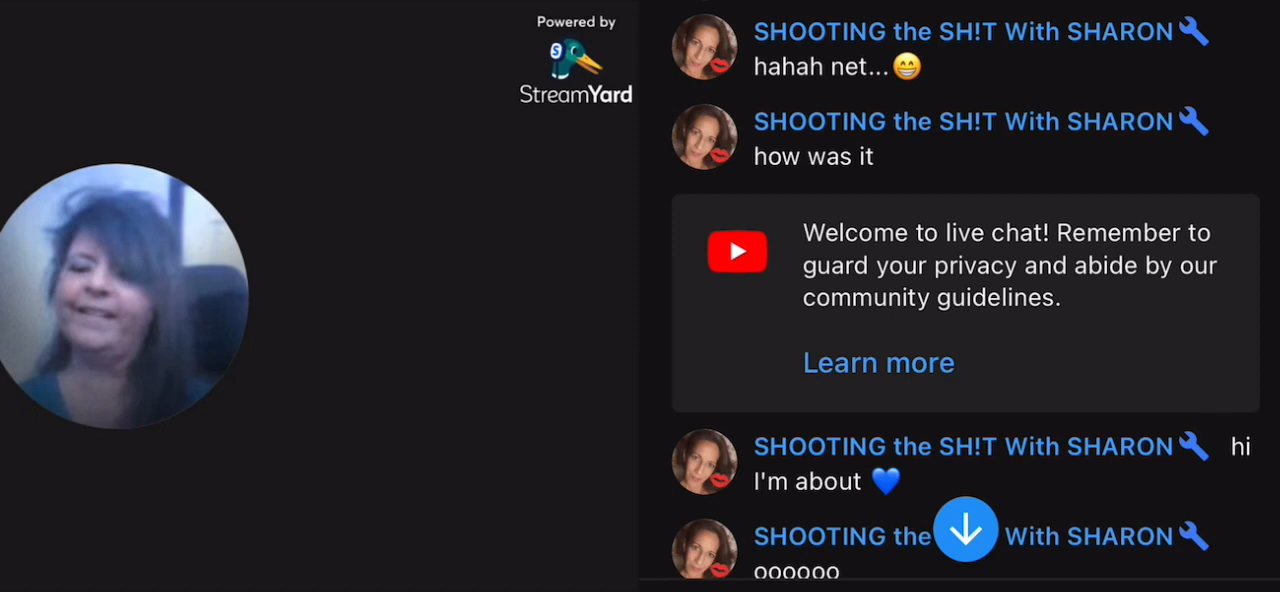 Powered by
S
StreamYard
SHOOTING the SH!T With SHARON
hahah net...😁
SHOOTING the SH!T With SHARON
how was it
Welcome to live chat! Remember to
guard your privacy and abide by our
community guidelines.
Learn more
SHOOTING the SH!T With SHARON hi
I'm about 💙
SHOOTING the With SHARON
oooooo